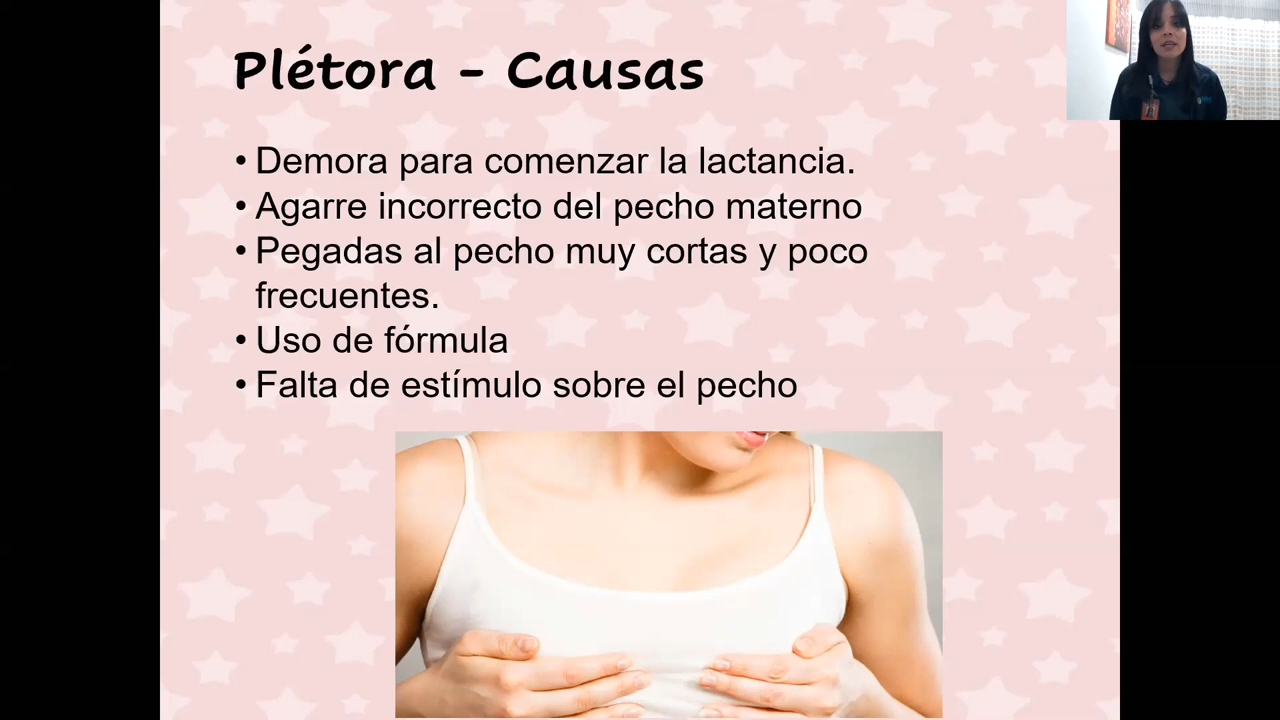 Plétora - Causas
• Demora para comenzar la lactancia.
• Agarre incorrecto del pecho materno
• Pegadas al pecho muy cortas y poco
frecuentes.
• Uso de fórmula
• Falta de estímulo sobre el pecho